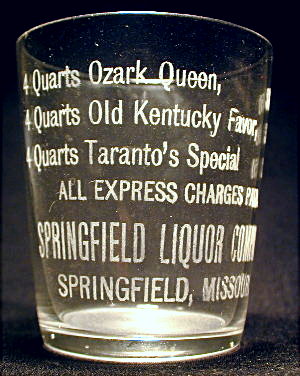 4 Quarts Ozark Queen,
4 Quarts Old Kentucky Favor,
4 Quarts Taranto's Special
ALL EXPRESS CHARGES
SPRINGFIELD LIQUOR
SPRINGFIELD, MISSOURI